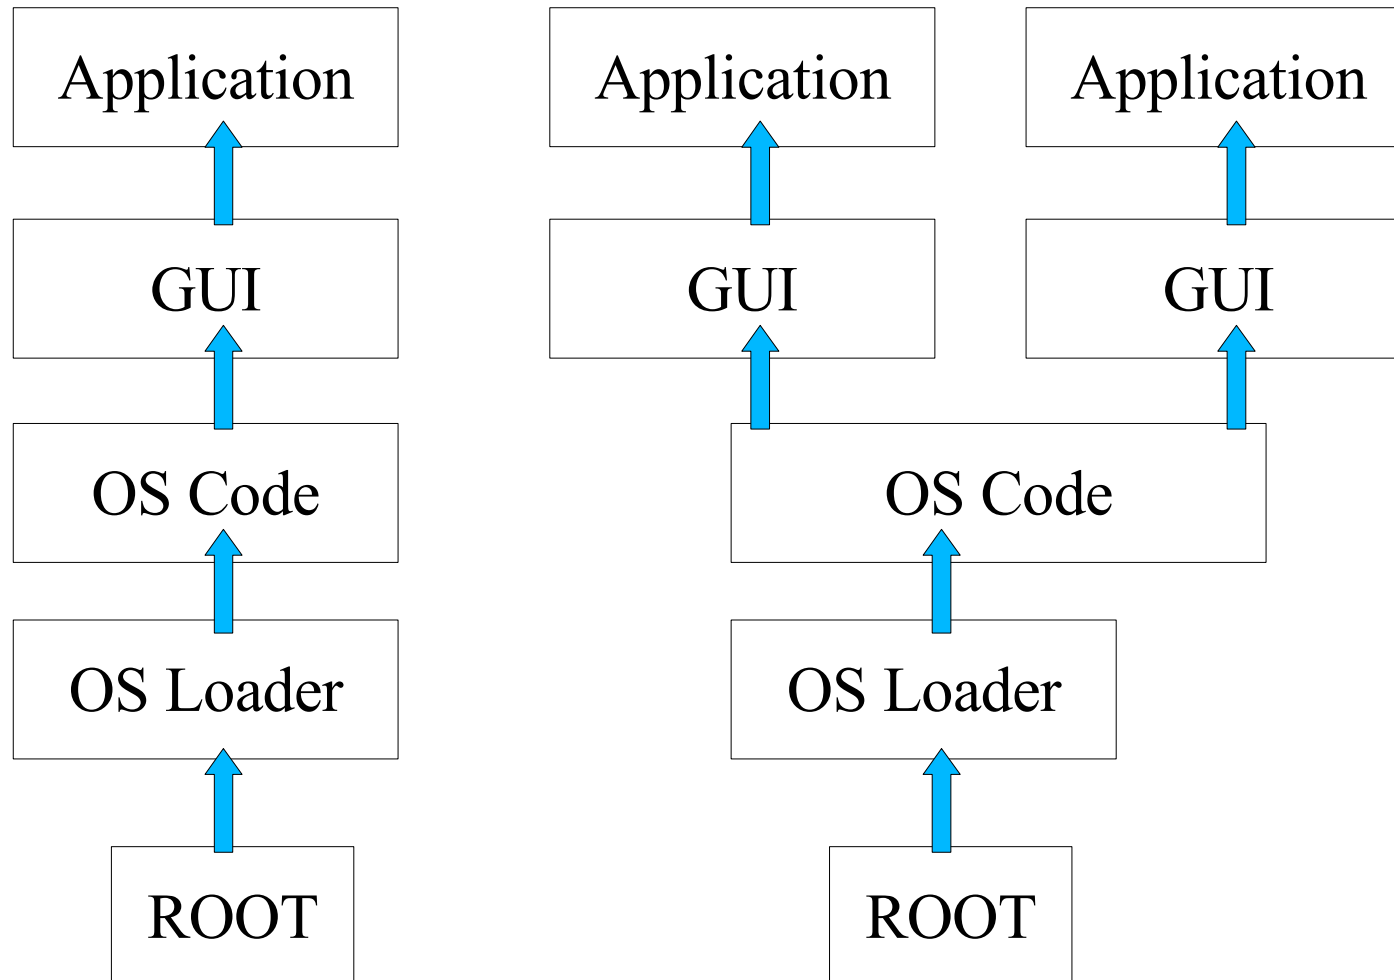 Application
Application
Application
GUI
GUI
GUI
OS Code
OS Code
OS Loader
OS Loader
ROOT
ROOT